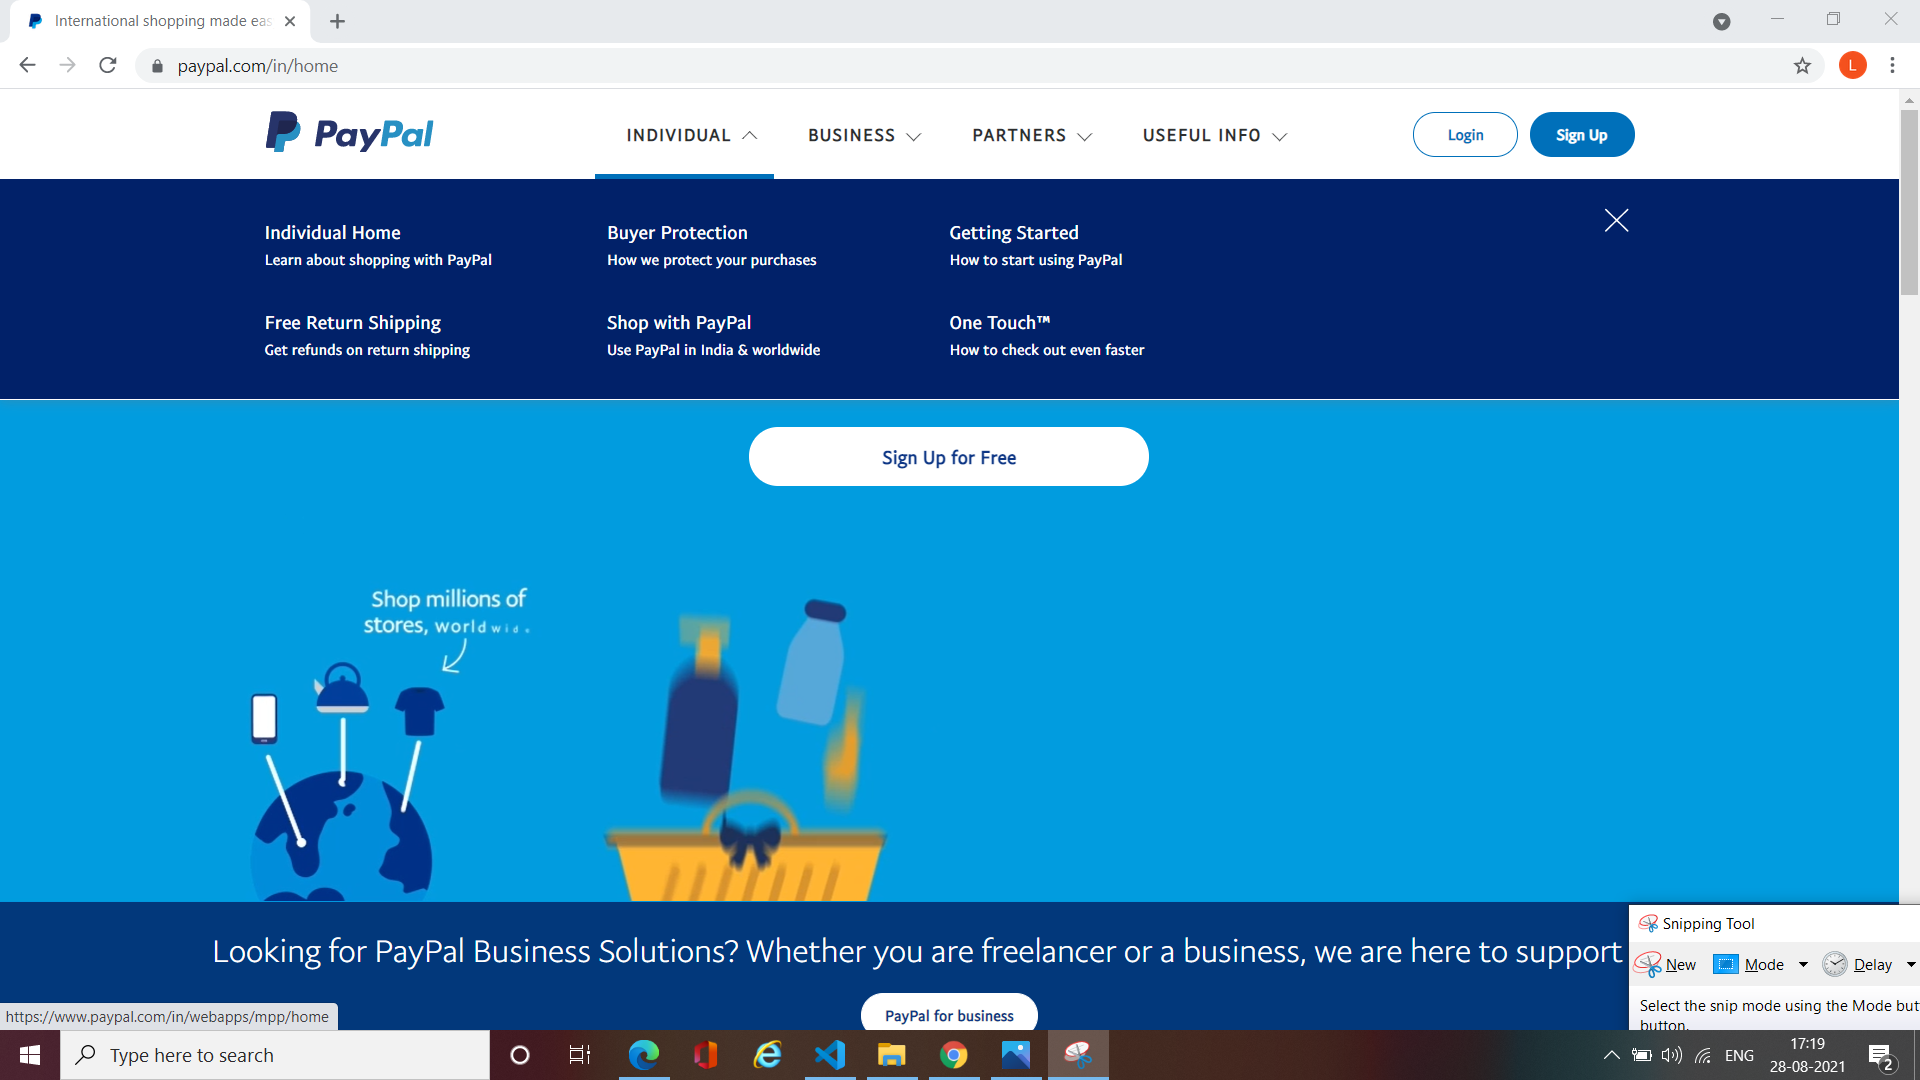 International shopping made eas
paypal.com/in/home
L
PayPal
INDIVIDUAL
BUSINESS
PARTNERS
USEFUL INFO
Login
Sign Up
Individual Home
Learn about shopping with PayPal
Buyer Protection
How we protect your purchases
Getting Started
How to start using PayPal
Free Return Shipping
Get refunds on return shipping
Shop with PayPal
Use PayPal in India & worldwide
One Touch™
How to check out even faster
Sign Up for Free
Shop millions of
stores, worldwide
Looking for PayPal Business Solutions? Whether you are freelancer or a business, we are here to support
PayPal for business
Snipping Tool
New
Mode
Delay
Select the snip mode using the Mode but
button.
https://www.paypal.com/in/webapps/mpp/home
Type here to search
ENG
17:19
28-08-2021
2